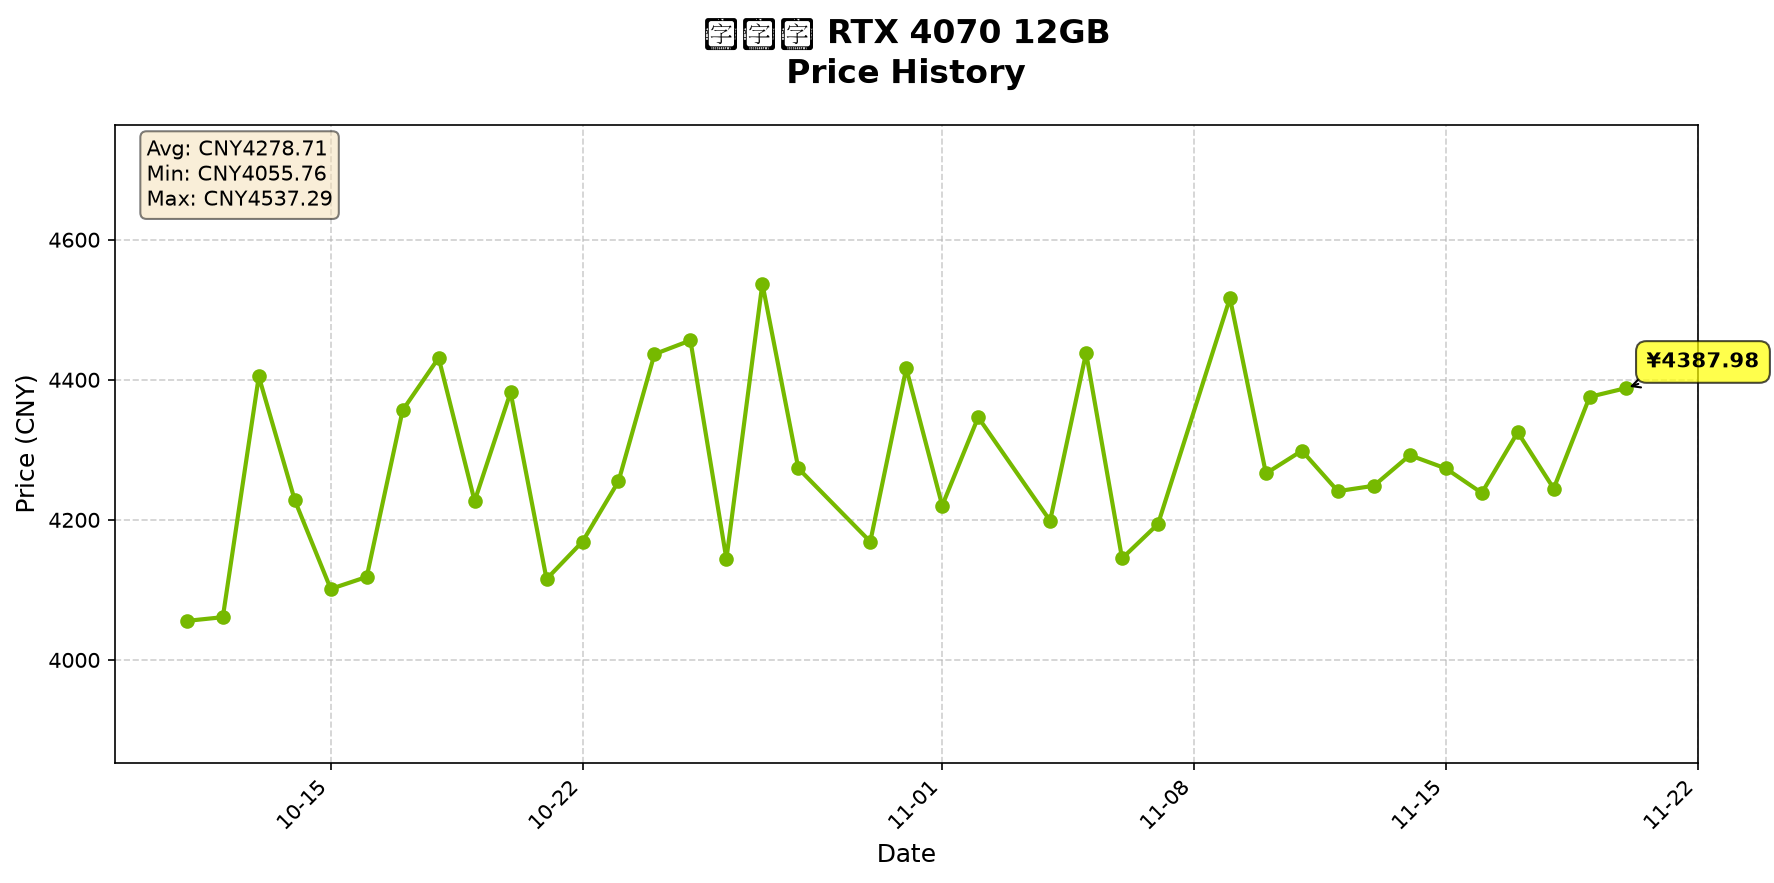 RTX 4070 12GB
Price History
Avg: CNY4278.71
Min: CNY4055.76
Max: CNY4537.29
¥4387.98
Price (CNY)
4600
4400
4200
4000
10-15
10-22
11-01
11-08
11-15
11-22
Date